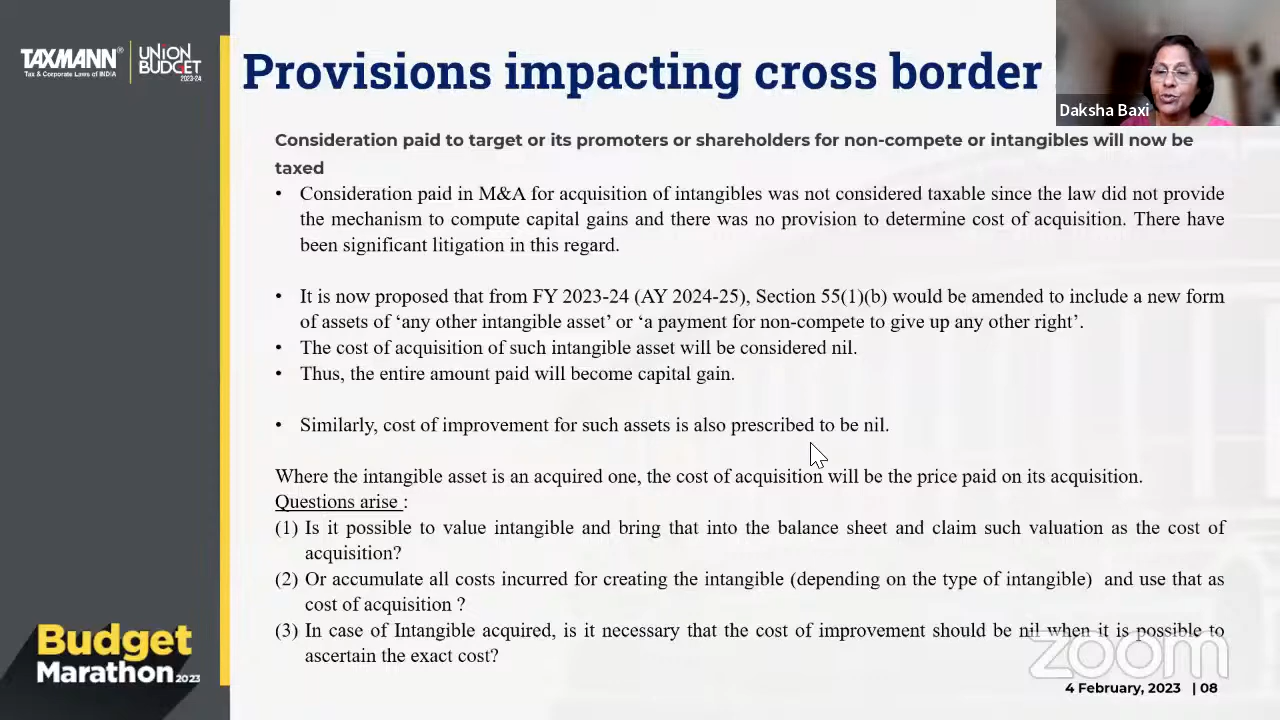 TAXMANN®
Tax & Corporate Laws of INDIA
UNION
BUDGET
2023-24
Provisions impacting cross border
Daksha Baxi
Consideration paid to target or its promoters or shareholders for non-compete or intangibles will now be
taxed
• Consideration paid in M&A for acquisition of intangibles was not considered taxable since the law did not provide
the mechanism to compute capital gains and there was no provision to determine cost of acquisition. There have
been significant litigation in this regard.
• It is now proposed that from FY 2023-24 (AY 2024-25), Section 55(1)(b) would be amended to include a new form
of assets of ‘any other intangible asset’ or ‘a payment for non-compete to give up any other right’.
• The cost of acquisition of such intangible asset will be considered nil.
• Thus, the entire amount paid will become capital gain.
• Similarly, cost of improvement for such assets is also prescribed to be nil.
Where the intangible asset is an acquired one, the cost of acquisition will be the price paid on its acquisition.
Questions arise :
(1) Is it possible to value intangible and bring that into the balance sheet and claim such valuation as the cost of
acquisition?
(2) Or accumulate all costs incurred for creating the intangible (depending on the type of intangible) and use that as
cost of acquisition ?
(3) In case of Intangible acquired, is it necessary that the cost of improvement should be nil when it is possible to
ascertain the exact cost?
Budget
Marathon 2023
zoom
4 February, 2023 | 08